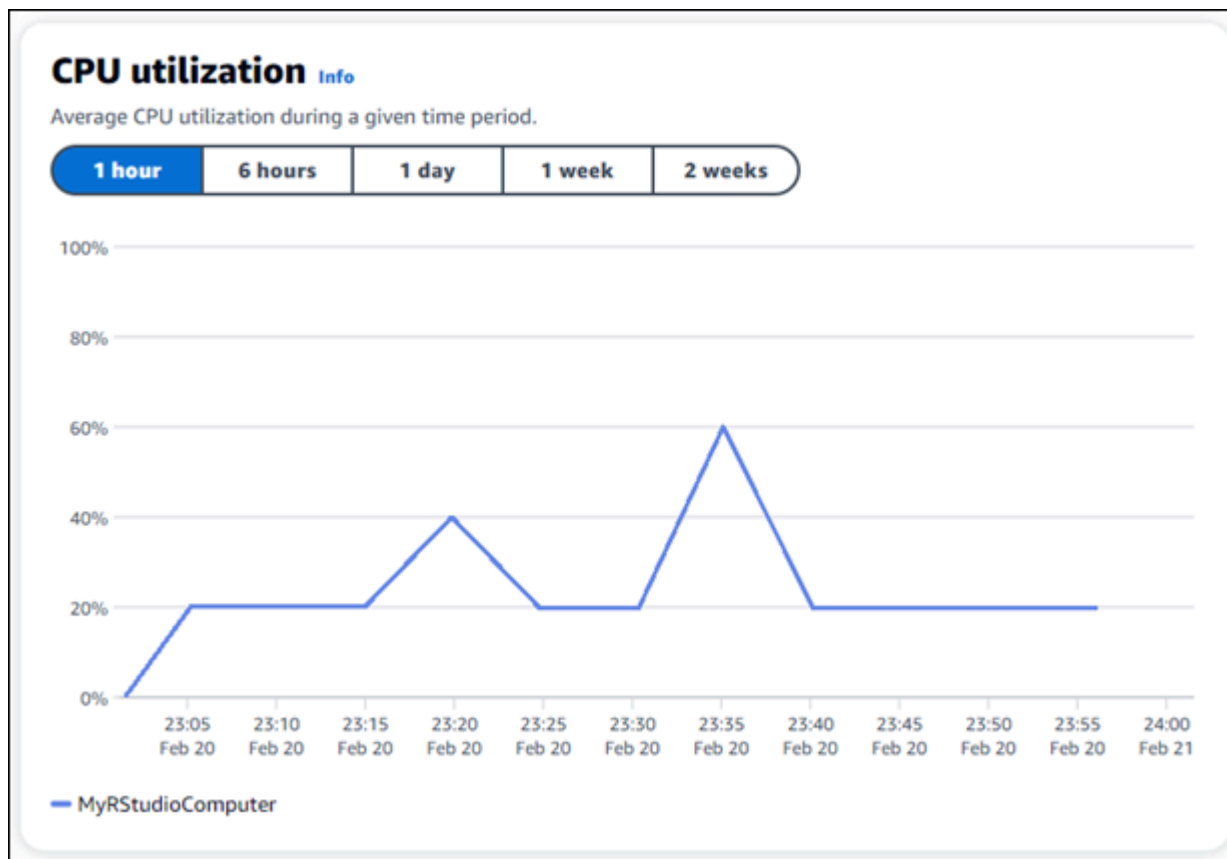 CPU utilization Info
Average CPU utilization during a given time period.
1 hour 6 hours 1 day 1 week 2 weeks
100%
80%
60%
40%
20%
0%
23:05 23:10 23:15 23:20 23:25 23:30 23:35 23:40 23:45 23:50 23:55 24:00
Feb 20 Feb 20 Feb 20 Feb 20 Feb 20 Feb 20 Feb 20 Feb 20 Feb 20 Feb 20 Feb 20 Feb 21
MyRStudioComputer